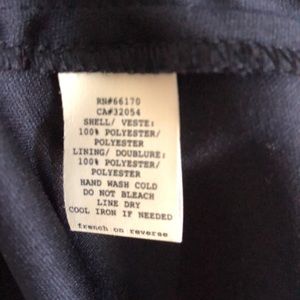 RN#66170
CA#32054
SHELL/ VESTE:
100% POLYESTER/
POLYESTER
LINING/ DOUBLURE:
100% POLYESTER/
POLYESTER
HAND WASH COLD
DO NOT BLEACH
LINE DRY
COOL IRON IF NEEDED
french on reverse